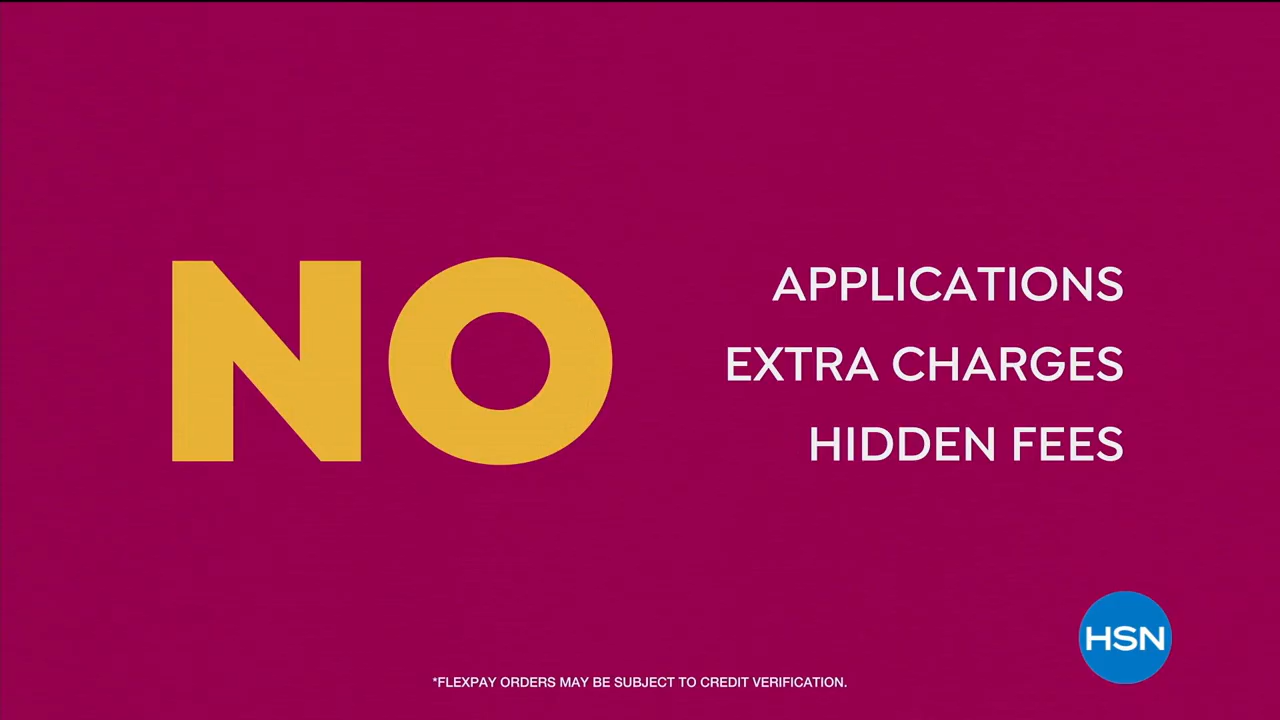 NO
APPLICATIONS
EXTRA CHARGES
HIDDEN FEES
HSN
*FLEXPAY ORDERS MAY BE SUBJECT TO CREDIT VERIFICATION.